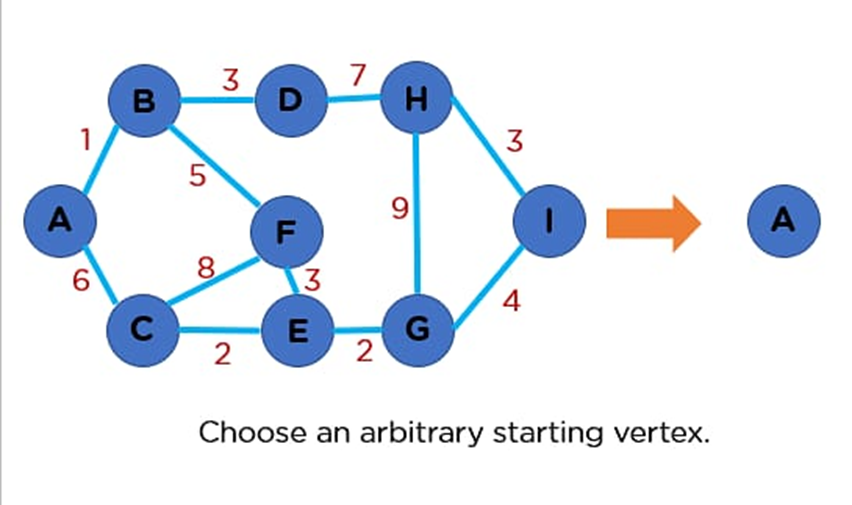 B 3 D 7 H
1 5 3
A F 9 I A
6 8 3 4
C 2 E 2 G
Choose an arbitrary starting vertex.